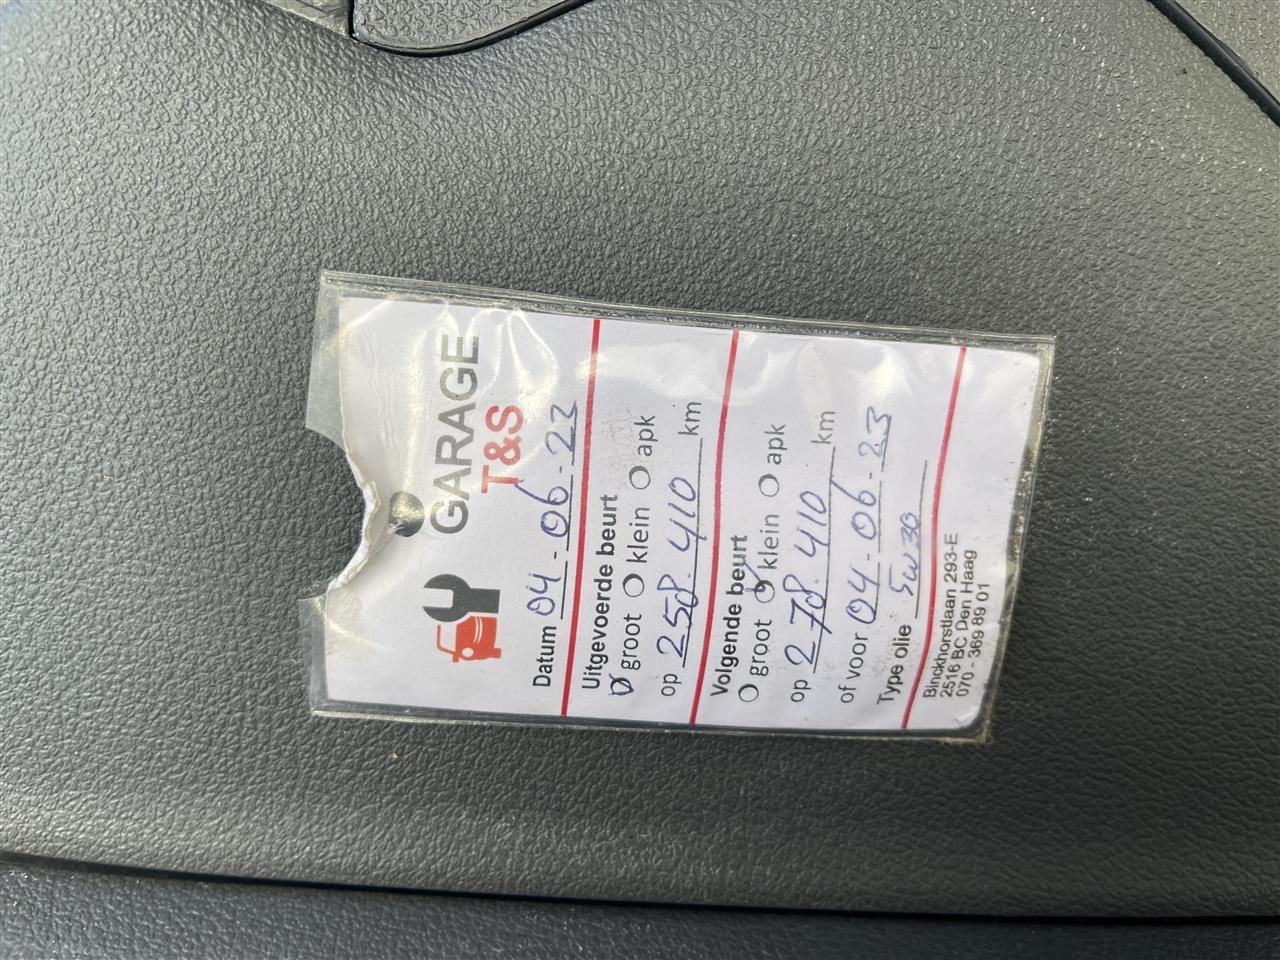 GARAGE
T&S
Datum 04-06-23
Uitgevoerde beurt
groot klein apk
op 258.410 km
Volgende beurt
groot klein apk
op 278.410 km
of voor 04-06-23
Type olie 5w30
Binckhorstlaan 293-E
2516 BC Den Haag
070 - 369 89 01